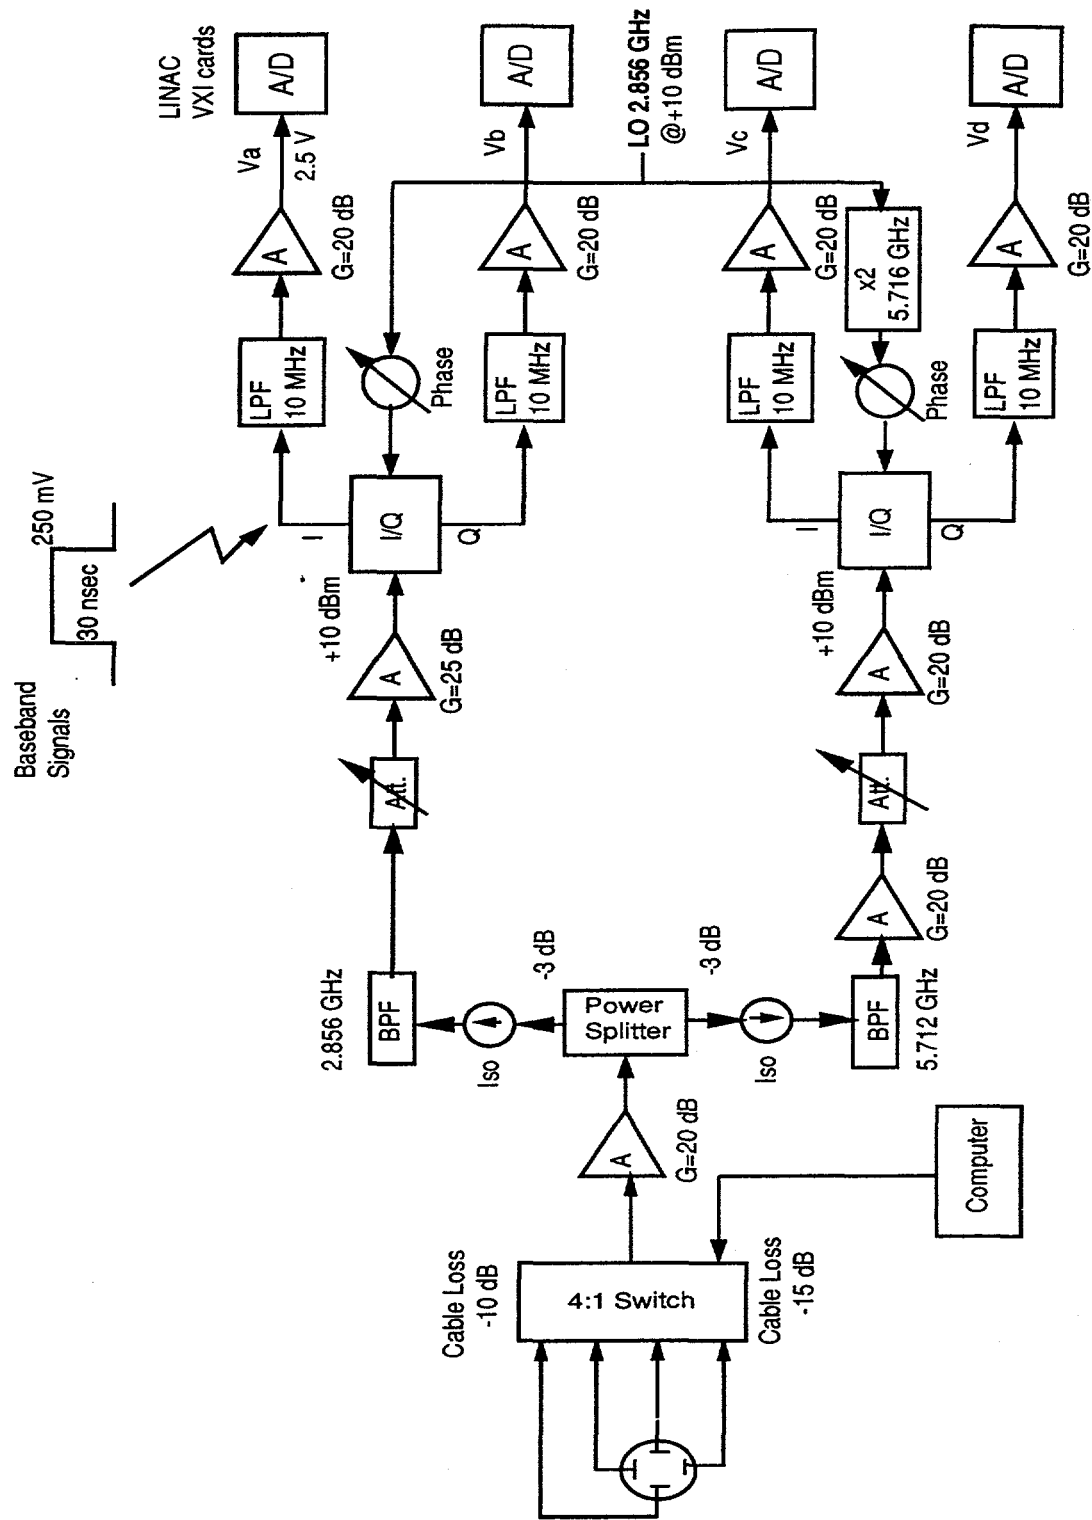 Baseband
Signals
250 mV
30 nsec
LINAC
VXI cards
A/D
Va
2.5 V
A
G=20 dB
LPF
10 MHz
I
A/D
Vb
A
G=20 dB
LPF
10 MHz
Q
Phase
I/Q
+10 dBm
A
G=25 dB
Att.
2.856 GHz
BPF
Iso
-3 dB
Power
Splitter
-3 dB
Iso
BPF
5.712 GHz
A
G=20 dB
Att.
A
G=20 dB
+10 dBm
I/Q
I
Q
Phase
x2
5.716 GHz
LO 2.856 GHz
@+10 dBm
A/D
Vc
A
G=20 dB
LPF
10 MHz
A/D
Vd
A
G=20 dB
LPF
10 MHz
A
G=20 dB
Cable Loss
-10 dB
4:1 Switch
Cable Loss
-15 dB
Computer